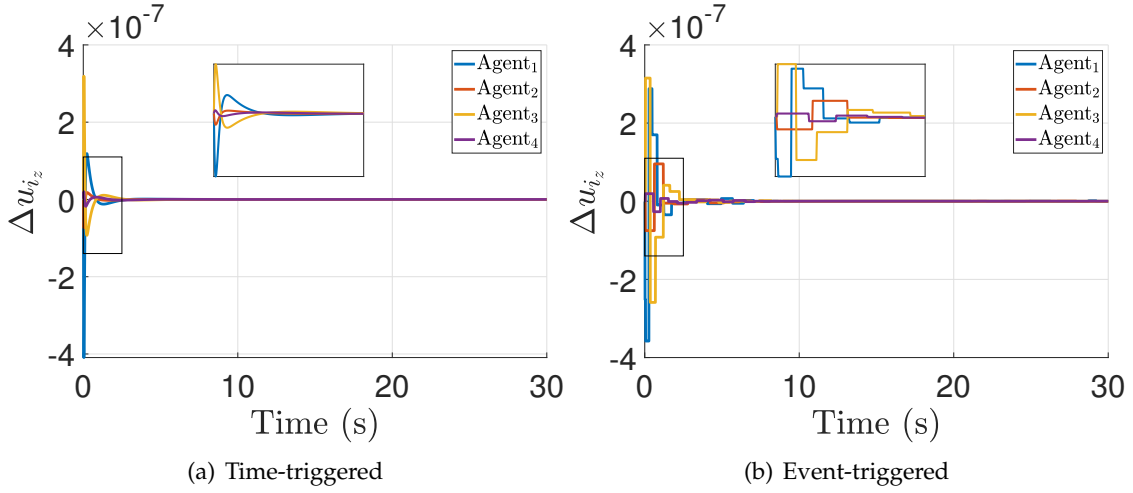 ×10⁻⁷
4
2
0
-2
-4
0
10
20
30
Δu_{i_z}
Time (s)
Agent₁
Agent₂
Agent₃
Agent₄
(a) Time-triggered
×10⁻⁷
4
2
0
-2
-4
0
10
20
30
Δu_{i_z}
Time (s)
Agent₁
Agent₂
Agent₃
Agent₄
(b) Event-triggered